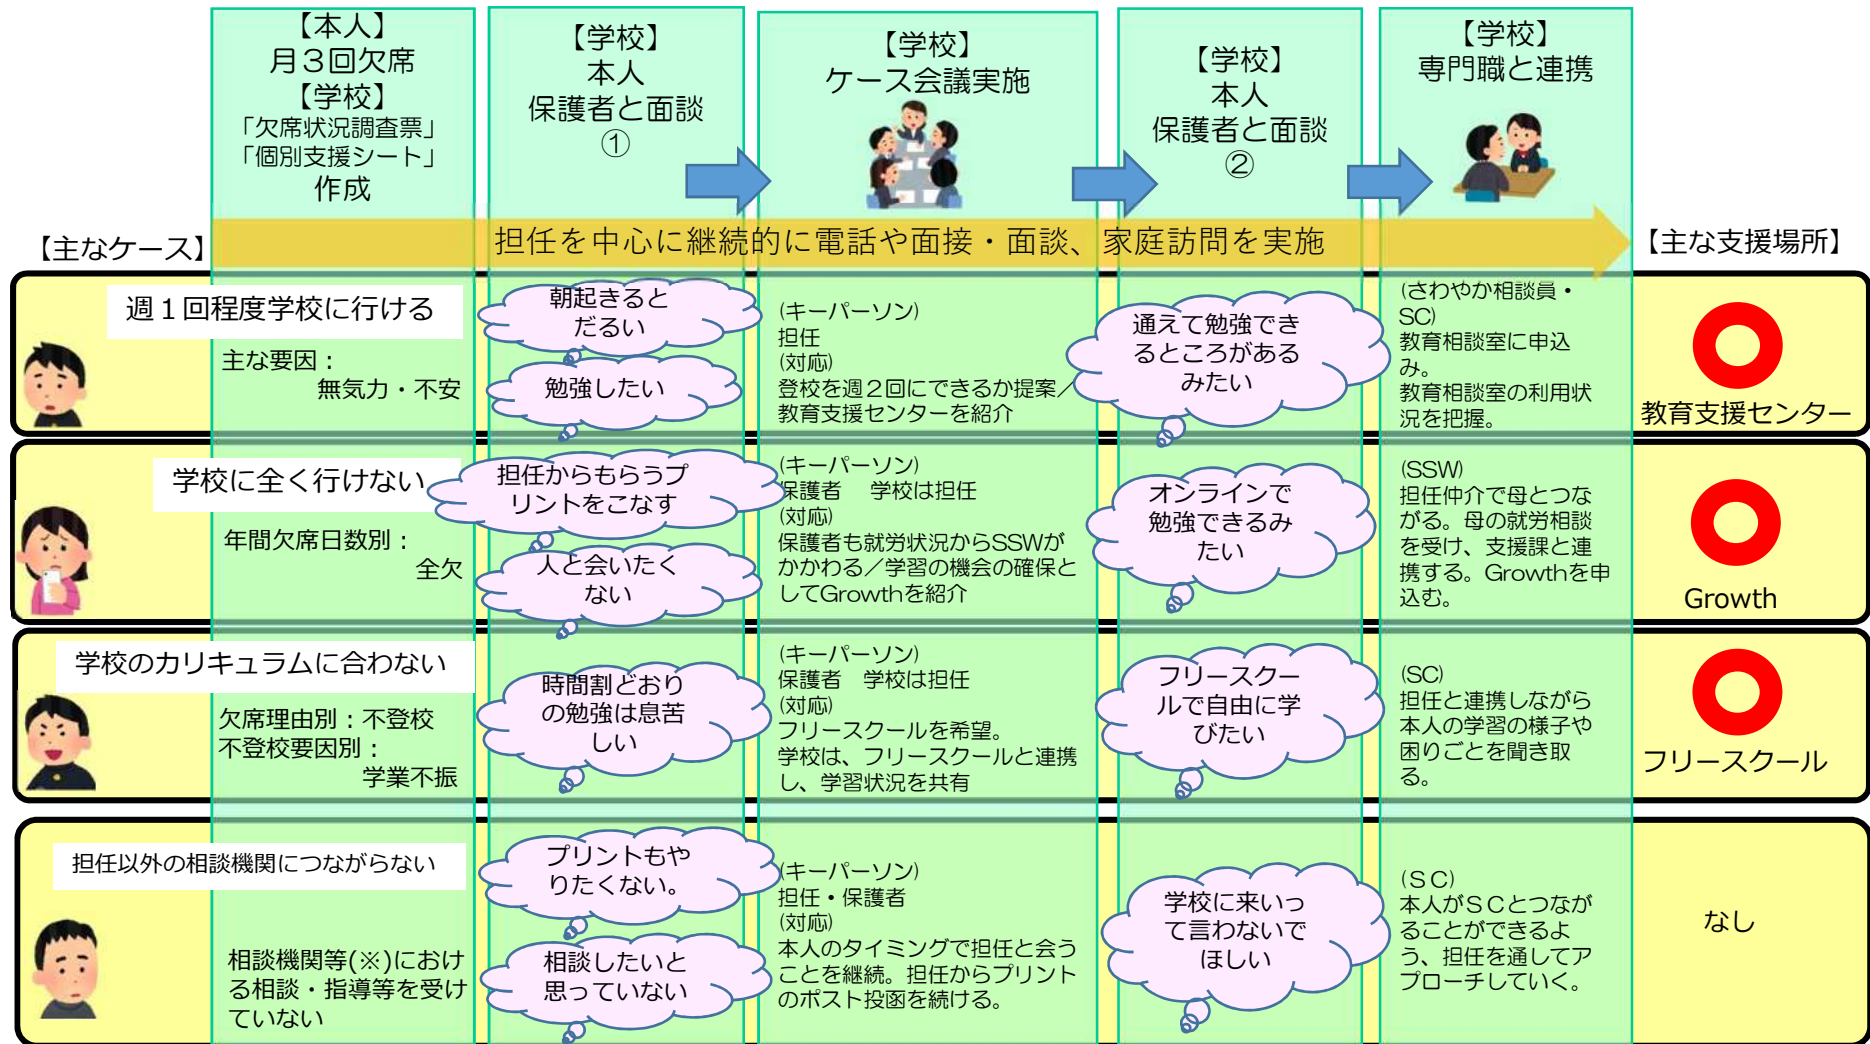 【本人】
月３回欠席
【学校】
「欠席状況調査票」
「個別支援シート」
作成
【学校】
本人
保護者と面談
①
【学校】
ケース会議実施
【学校】
本人
保護者と面談
②
【学校】
専門職と連携
【主なケース】
担任を中心に継続的に電話や面接・面談、家庭訪問を実施
【主な支援場所】
週１回程度学校に行ける
主な要因：
無気力・不安
朝起きると
だるい
勉強したい
(キーパーソン)
担任
(対応)
登校を週２回にできるか提案／
教育支援センターを紹介
通えて勉強でき
るところがある
みたい
(さわやか相談員・
SC)
教育相談室に申込
み。
教育相談室の利用状
況を把握。
教育支援センター
学校に全く行けない
年間欠席日数別：
全欠
担任からもらうプ
リントをこなす
人と会いたく
ない
(キーパーソン)
保護者　学校は担任
(対応)
保護者も就労状況からSSWが
かかわる／学習の機会の確保と
してGrowthを紹介
オンラインで
勉強できるみ
たい
(SSW)
担任仲介で母とつな
がる。母の就労相談
を受け、支援課と連
携する。Growthを申
込む。
Growth
学校のカリキュラムに合わない
欠席理由別：不登校
不登校要因別：
学業不振
時間割どおり
の勉強は息苦
しい
(キーパーソン)
保護者　学校は担任
(対応)
フリースクールを希望。
学校は、フリースクールと連携
し、学習状況を共有
フリースクー
ルで自由に学
びたい
(SC)
担任と連携しながら
本人の学習の様子や
困りごとを聞き取
る。
フリースクール
担任以外の相談機関につながらない
相談機関等(※)におけ
る相談・指導等を受け
ていない
プリントもや
りたくない。
相談したいと
思っていない
(キーパーソン)
担任・保護者
(対応)
本人のタイミングで担任と会う
ことを継続。担任からプリント
のポスト投函を続ける。
学校に来いっ
て言わないで
ほしい
(ＳＣ)
本人がＳＣとつなが
ることができるよ
う、担任を通してア
プローチしていく。
なし